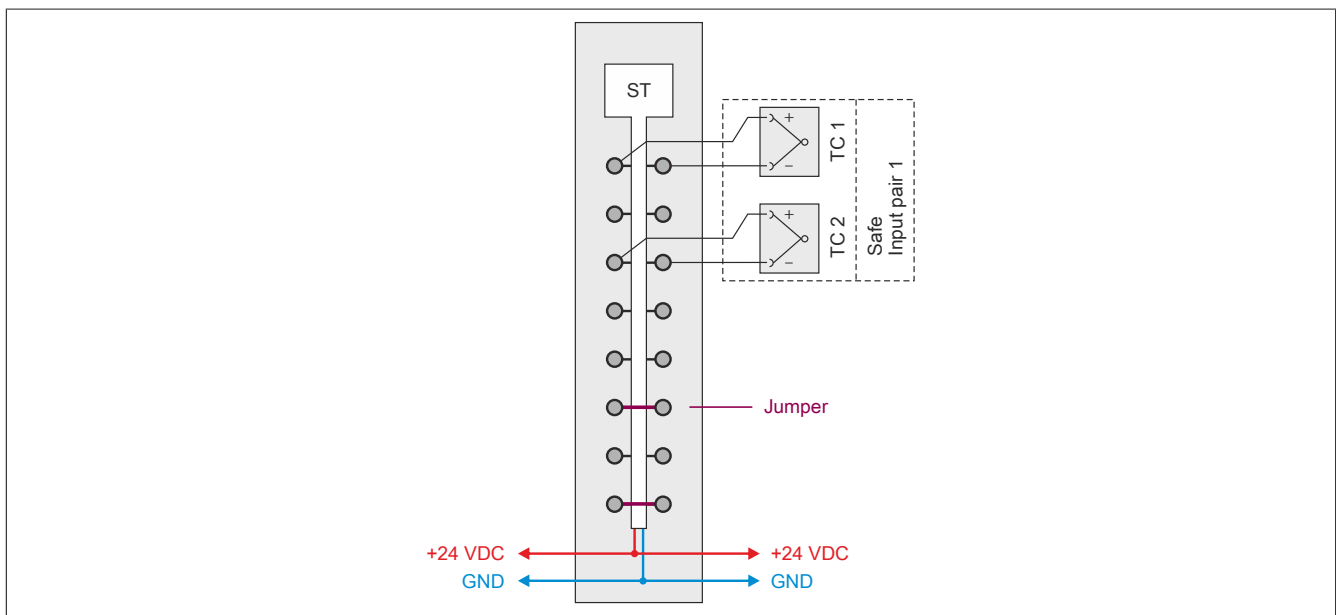 ST
+
−
TC 1
+
−
TC 2
Safe
Input pair 1
Jumper
+24 VDC
+24 VDC
GND
GND